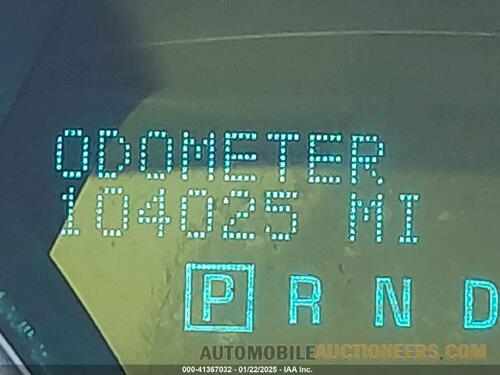 ODOMETER
104025 MI
P R N D
AUTOMOBILEAUCTIONEERS.COM
000-41367032 - 01/22/2025 - IAA Inc.